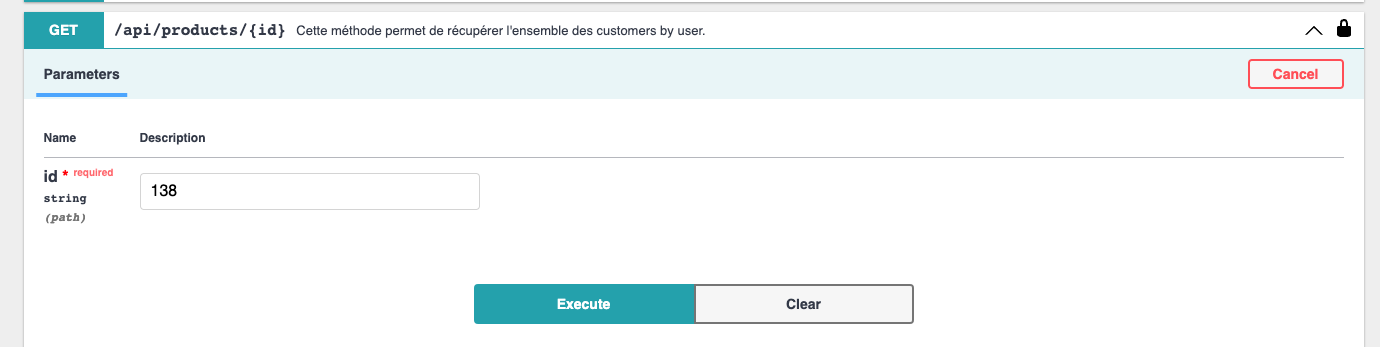 GET /api/products/{id} Cette méthode permet de récupérer l'ensemble des customers by user.
Parameters Cancel
Name Description
id * required
string
(path)
138
Execute Clear